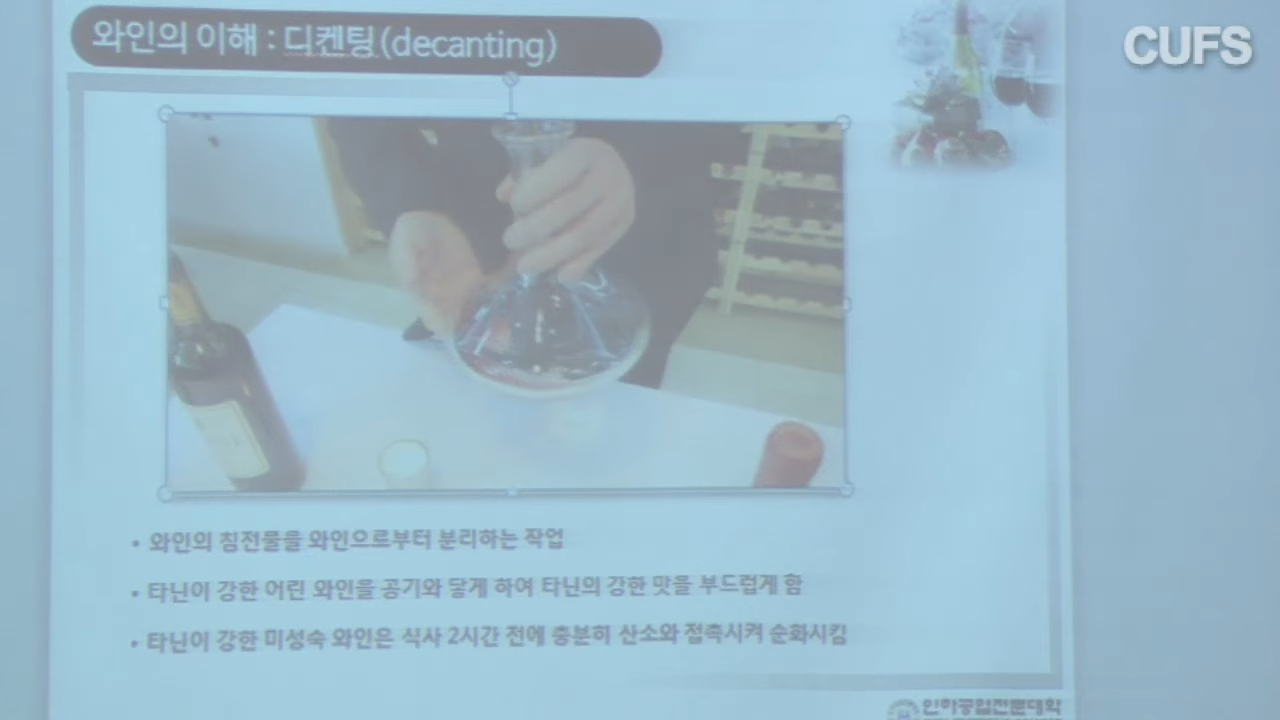 와인의 이해 : 디켄팅(decanting)
CUFS
• 와인의 침전물을 와인으로부터 분리하는 작업
• 타닌이 강한 어린 와인을 공기와 닿게 하여 타닌의 강한 맛을 부드럽게 함
• 타닌이 강한 미성숙 와인은 식사 2시간 전에 충분히 산소와 접촉시켜 순화시킴
인하공업전문대학